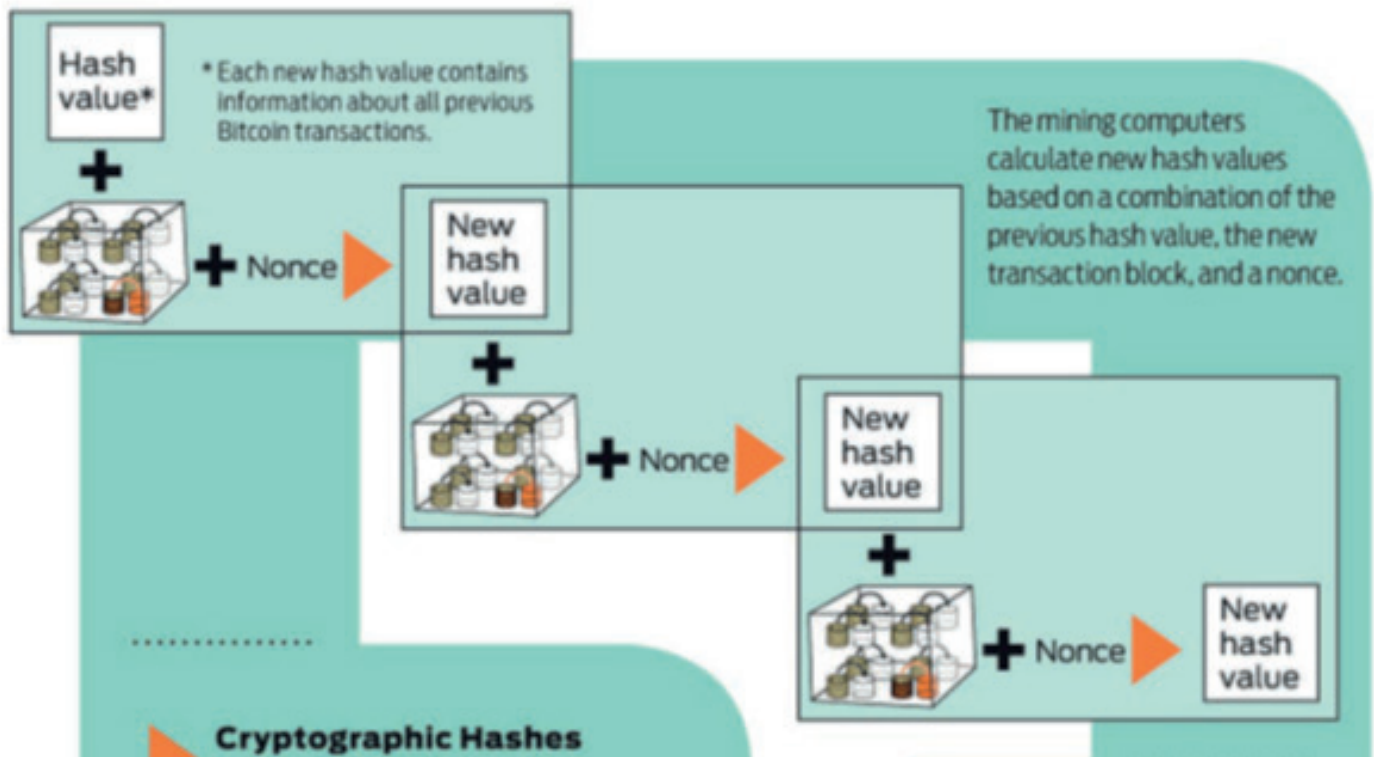 Hash
value*
* Each new hash value contains
information about all previous
Bitcoin transactions.
The mining computers
calculate new hash values
based on a combination of the
previous hash value, the new
transaction block, and a nonce.
+
+ Nonce
New
hash
value
+
+ Nonce
New
hash
value
+
+ Nonce
New
hash
value
Cryptographic Hashes